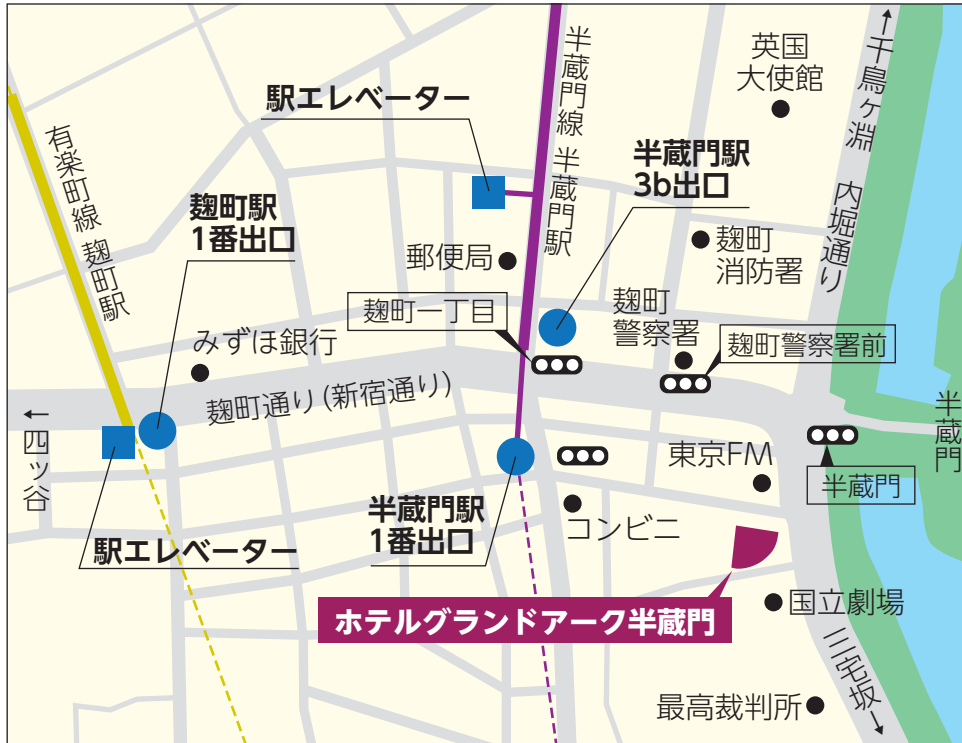 英国
大使館
←千鳥ヶ淵
内堀通り
半蔵門線
半蔵門駅
駅エレベーター
半蔵門駅
3b出口
有楽町線
麹町駅
麹町駅
1番出口
郵便局
麹町
消防署
麹町一丁目
麹町
警察署
麹町警察署前
みずほ銀行
麹町通り(新宿通り)
←四ッ谷
半蔵門
東京FM
半蔵門
半蔵門駅
1番出口
コンビニ
駅エレベーター
ホテルグランドアーク半蔵門
国立劇場
三宅坂→
最高裁判所